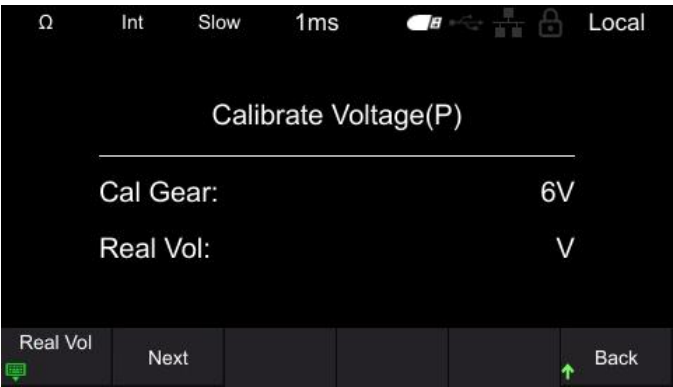 Ω Int Slow 1ms Local
Calibrate Voltage(P)
Cal Gear: 6V
Real Vol: V
Real Vol Next Back